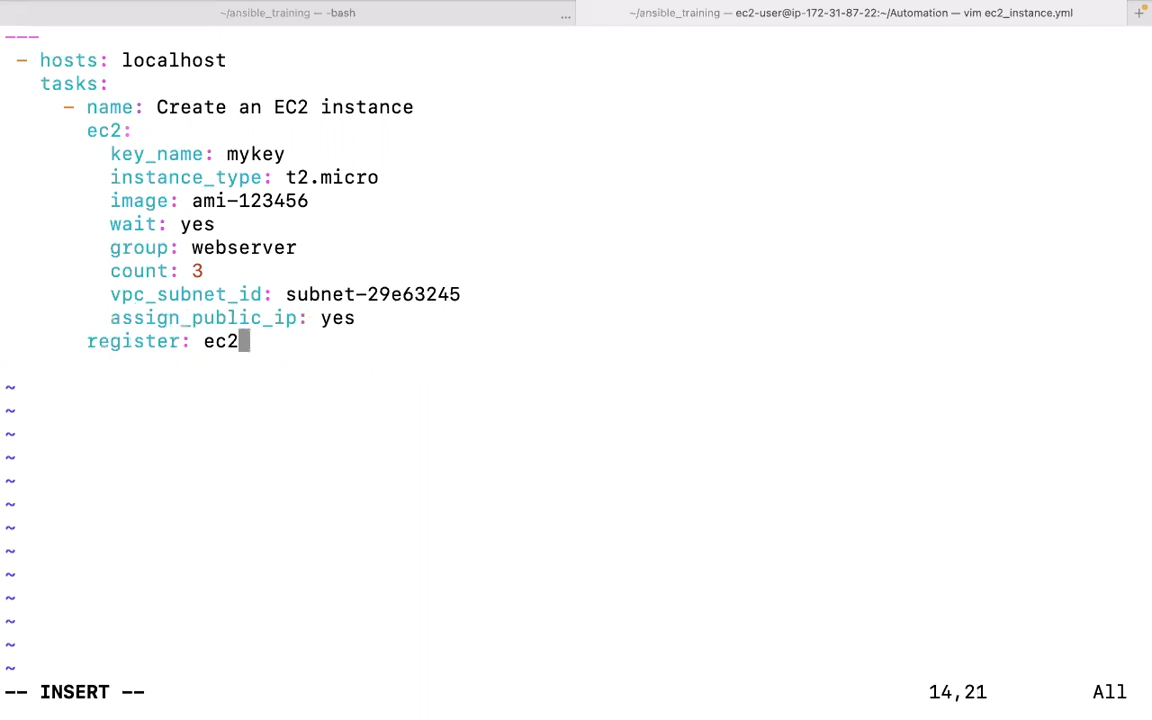 ~/ansible_training — -bash ... ~/ansible_training — ec2-user@ip-172-31-87-22:~/Automation — vim ec2_instance.yml +
---
- hosts: localhost
tasks:
- name: Create an EC2 instance
ec2:
key_name: mykey
instance_type: t2.micro
image: ami-123456
wait: yes
group: webserver
count: 3
vpc_subnet_id: subnet-29e63245
assign_public_ip: yes
register: ec2
~
~
~
~
~
~
~
~
~
~
~
~
~
-- INSERT -- 14,21 All